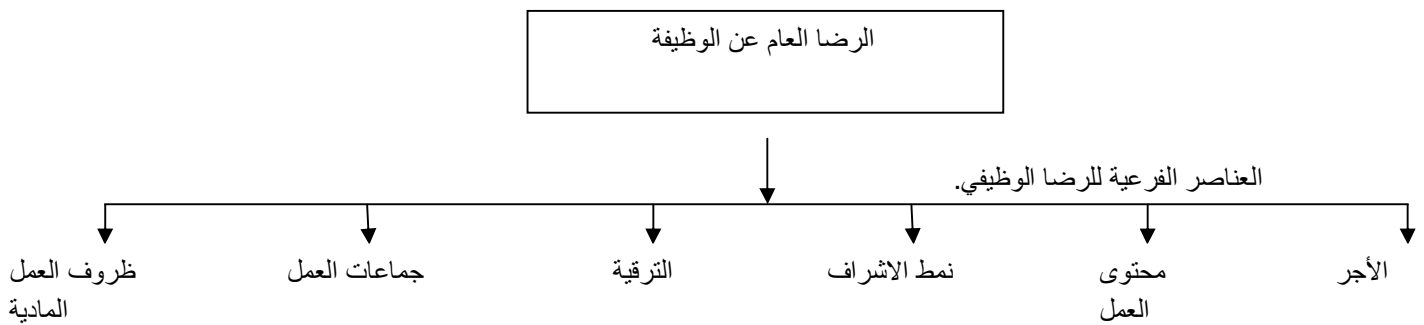 الرضا العام عن الوظيفة
العناصر الفرعية للرضا الوظيفي.
الأجر
محتوى
العمل
نمط الاشراف
الترقية
جماعات العمل
ظروف العمل
المادية